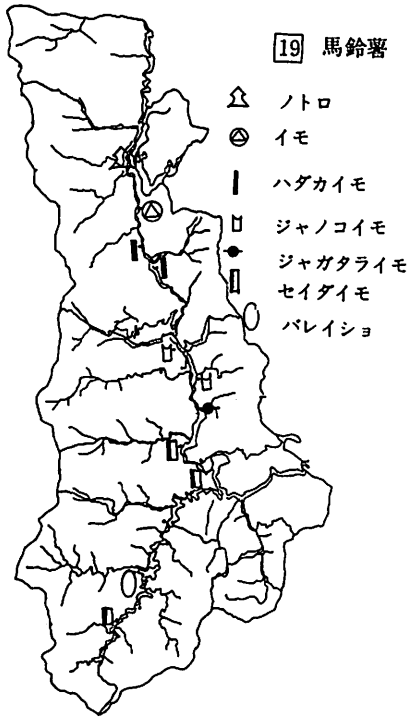 19 馬鈴薯
ノトロ
イモ
ハダカイモ
ジャノコイモ
ジャガタライモ
セイダイモ
バレイショ